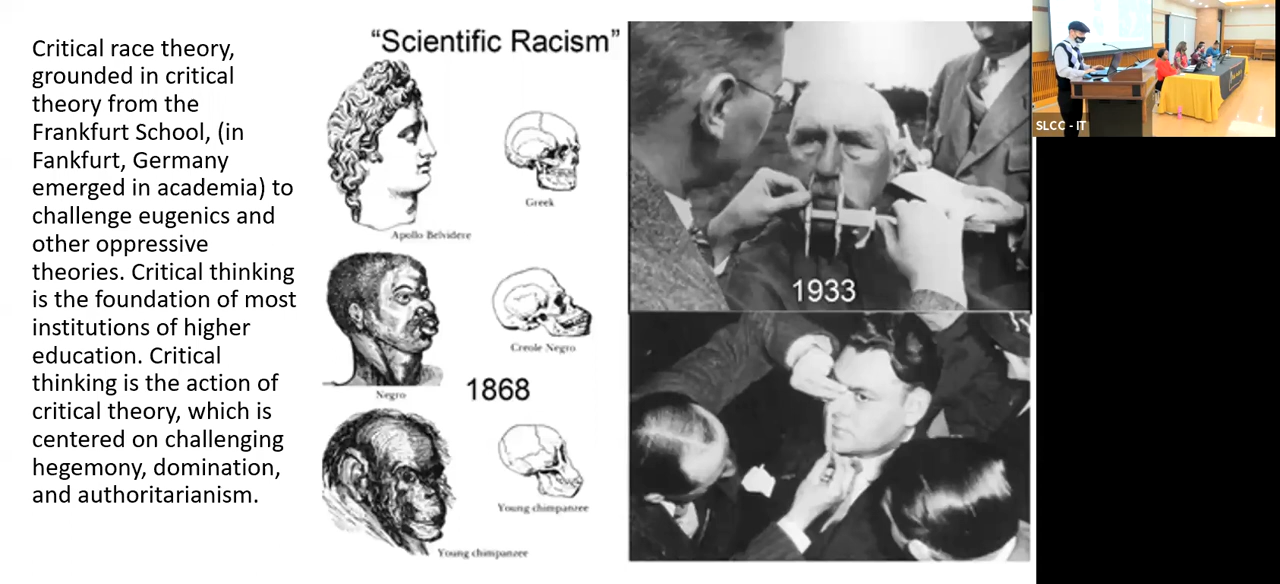 Critical race theory,
grounded in critical
theory from the
Frankfurt School, (in
Fankfurt, Germany
emerged in academia) to
challenge eugenics and
other oppressive
theories. Critical thinking
is the foundation of most
institutions of higher
education. Critical
thinking is the action of
critical theory, which is
centered on challenging
hegemony, domination,
and authoritarianism.
“Scientific Racism”
Greek
Apollo Belvidere
Creole Negro
Negro
1868
Young chimpanzee
Young chimpanzee
1933
SLCC - IT